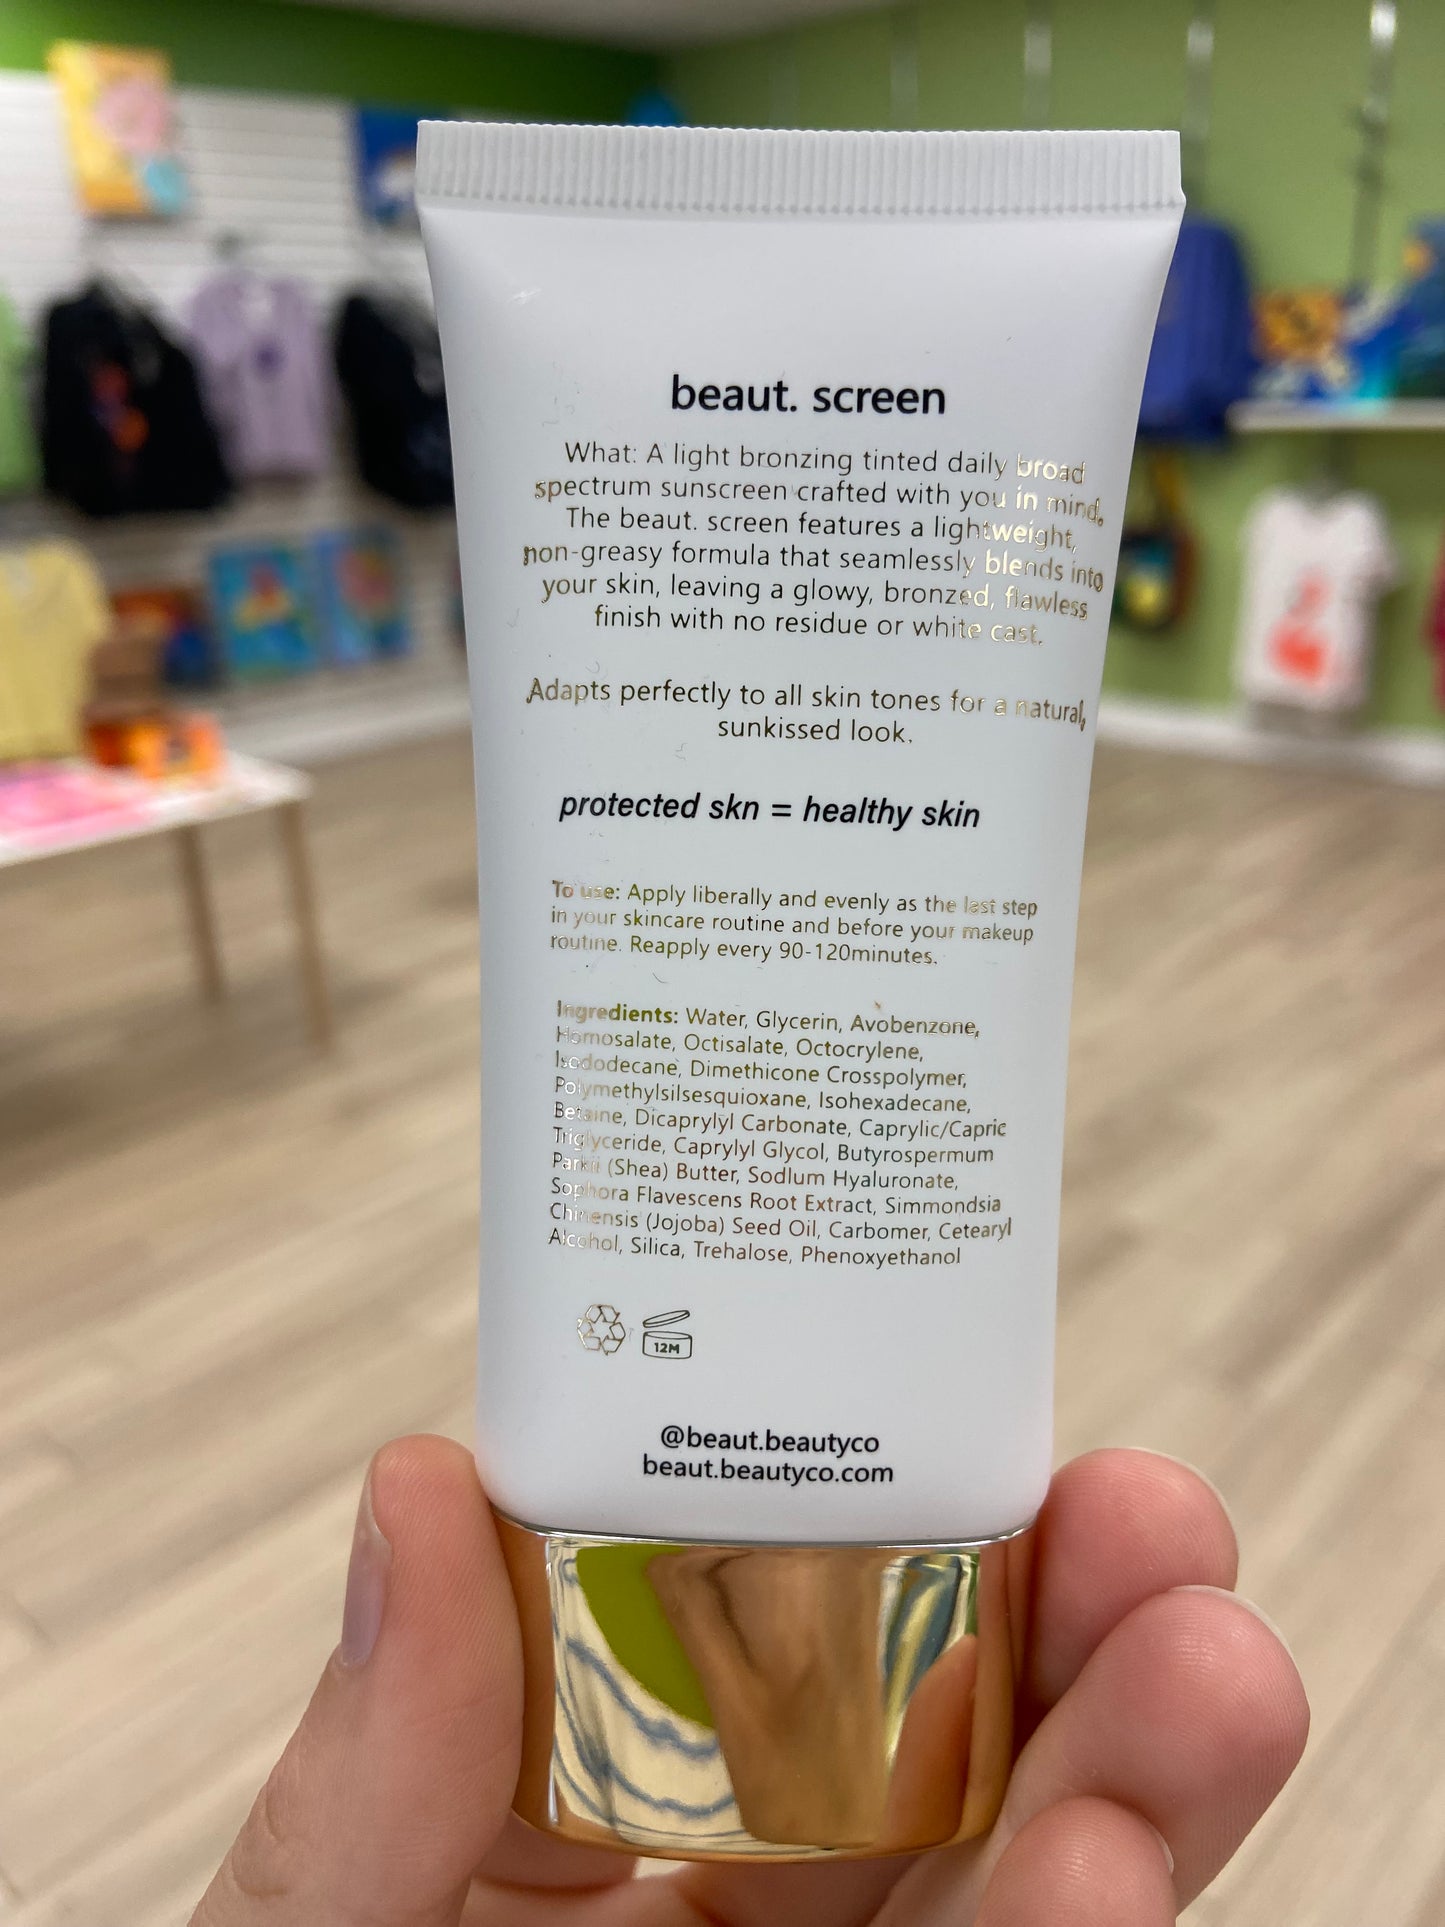 beaut. screen
What: A light bronzing tinted daily broad
spectrum sunscreen crafted with you in mind.
The beaut. screen features a lightweight,
non-greasy formula that seamlessly blends into
your skin, leaving a glowy, bronzed, flawless
finish with no residue or white cast.
Adapts perfectly to all skin tones for a natural,
sunkissed look.
protected skn = healthy skin
To use: Apply liberally and evenly as the last step
in your skincare routine and before your makeup
routine. Reapply every 90-120minutes.
Ingredients: Water, Glycerin, Avobenzone,
Homosalate, Octisalate, Octocrylene,
Isododecane, Dimethicone Crosspolymer,
Polymethylsilsesquioxane, Isohexadecane,
Betaine, Dicaprylyl Carbonate, Caprylic/Capric
Triglyceride, Caprylyl Glycol, Butyrospermum
Parkii (Shea) Butter, Sodlum Hyaluronate,
Sophora Flavescens Root Extract, Simmondsia
Chinensis (Jojoba) Seed Oil, Carbomer, Cetearyl
Alcohol, Silica, Trehalose, Phenoxyethanol
12M
@beaut.beautyco
beaut.beautyco.com